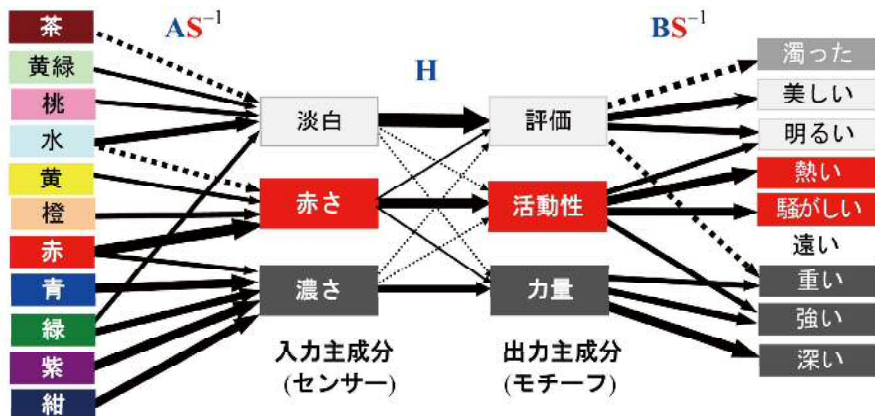 AS⁻¹
BS⁻¹
H
茶
黄緑
桃
水
黄
橙
赤
青
緑
紫
紺
淡白
赤さ
濃さ
入力主成分
(センサー)
評価
活動性
力量
出力主成分
(モチーフ)
濁った
美しい
明るい
熱い
騒がしい
遠い
重い
強い
深い